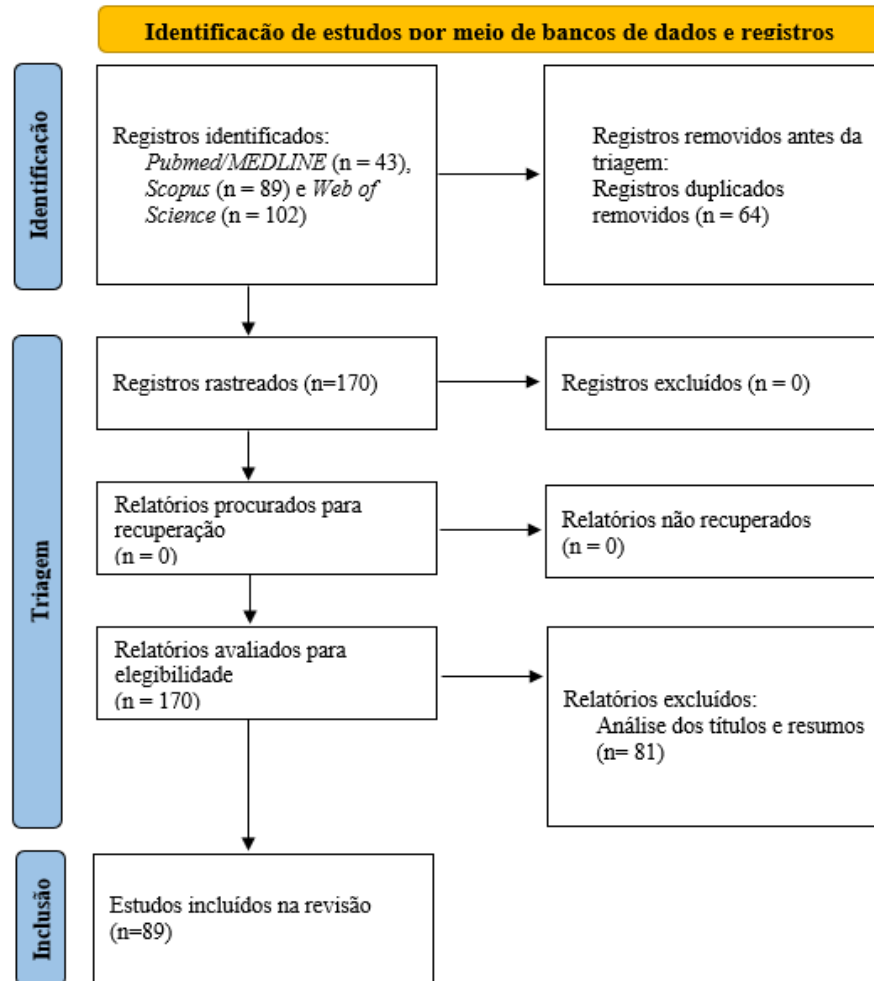 Identificação de estudos por meio de bancos de dados e registros
Identificação
Registros identificados:
Pubmed/MEDLINE (n = 43),
Scopus (n = 89) e Web of
Science (n = 102)
Registros removidos antes da
triagem:
Registros duplicados
removidos (n = 64)
Triagem
Registros rastreados (n=170)
Registros excluídos (n = 0)
Relatórios procurados para
recuperação
(n = 0)
Relatórios não recuperados
(n = 0)
Relatórios avaliados para
elegibilidade
(n = 170)
Relatórios excluídos:
Análise dos títulos e resumos
(n= 81)
Inclusão
Estudos incluídos na revisão
(n=89)